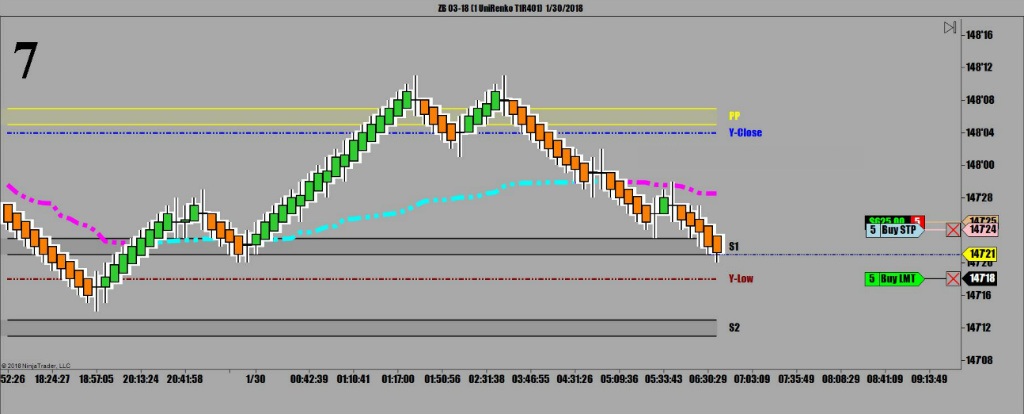 ZG 03-18 (1 UniRenko T1R401) 1/30/2018
7
148'16
148'12
148'08
PP
Y-Close
148'04
148'00
147'28
5
147'25
5 Buy STP
147'24
S1
147'21
147'20
Y-Low
5 Buy LMT
147'18
147'16
S2
147'12
147'08
© 2018 NinjaTrader, LLC
52:26 18:24:27 18:57:05 20:13:24 20:41:58 1/30 00:42:39 01:10:41 01:17:00 01:50:56 02:31:38 03:46:55 04:31:26 05:09:36 05:33:43 06:30:29 07:03:09 07:35:49 08:08:29 08:41:09 09:13:49